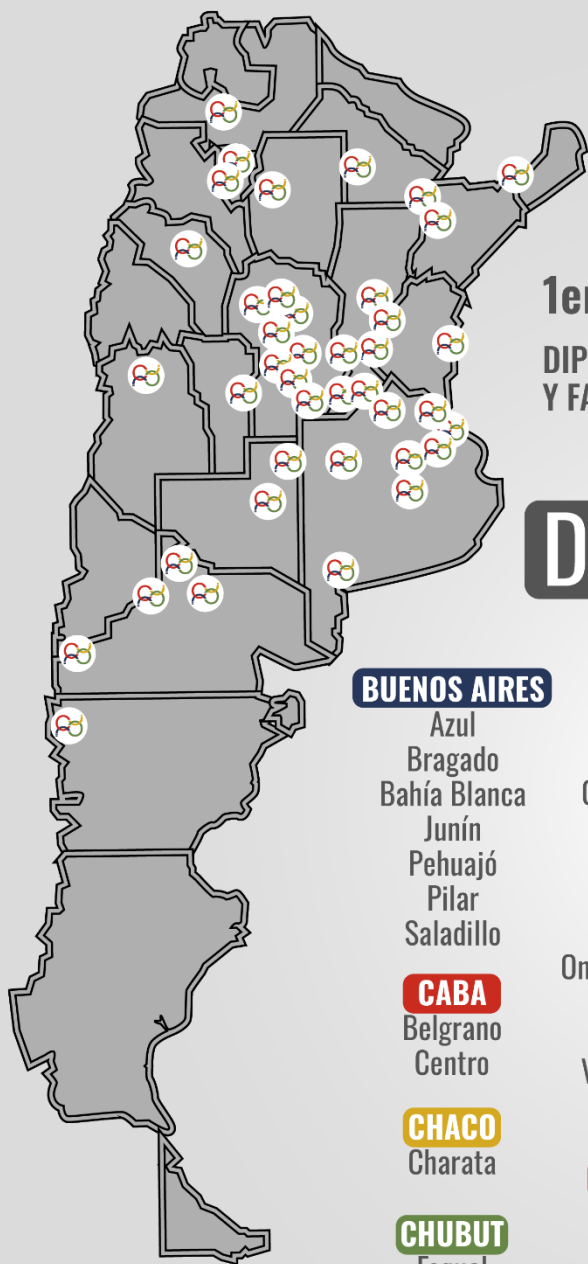 1er
DIP
Y FA
D
BUENOS AIRES
Azul
Bragado
Bahía Blanca
Junín
Pehuajó
Pilar
Saladillo
CABA
Belgrano
Centro
CHACO
Charata
CHUBUT